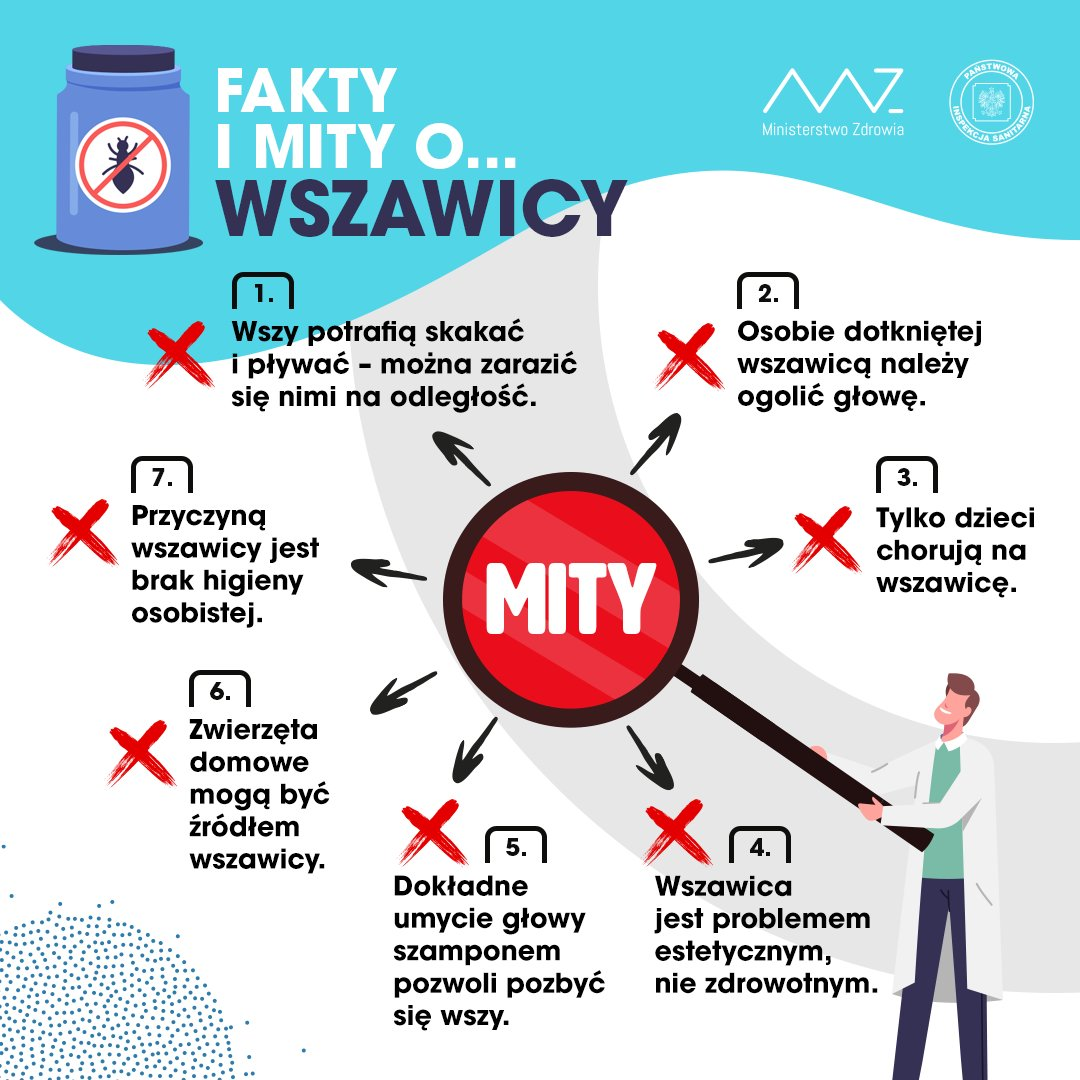 FAKTY
I MITY O...
WSZAWICY
Ministerstwo Zdrowia
PAŃSTWOWA
INSPEKCJA SANITARNA
1.
Wszy potrafią skakać
i pływać – można zarazić
się nimi na odległość.
2.
Osobie dotkniętej
wszawicą należy
ogolić głowę.
3.
Tylko dzieci
chorują na
wszawicę.
4.
Wszawica
jest problemem
estetycznym,
nie zdrowotnym.
5.
Dokładne
umycie głowy
szamponem
pozwoli pozbyć
się wszy.
6.
Zwierzęta
domowe
mogą być
źródłem
wszawicy.
7.
Przyczyną
wszawicy jest
brak higieny
osobistej.
MITY